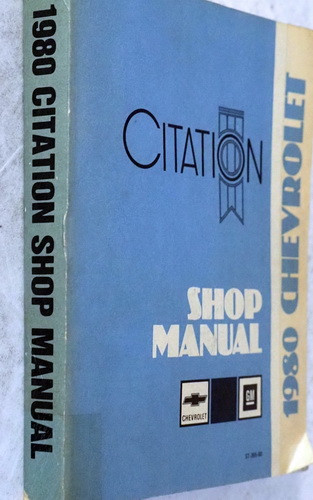 1980 CITATION SHOP MANUAL
CITATION
SHOP
MANUAL
CHEVROLET
GM
1980 CHEVROLET